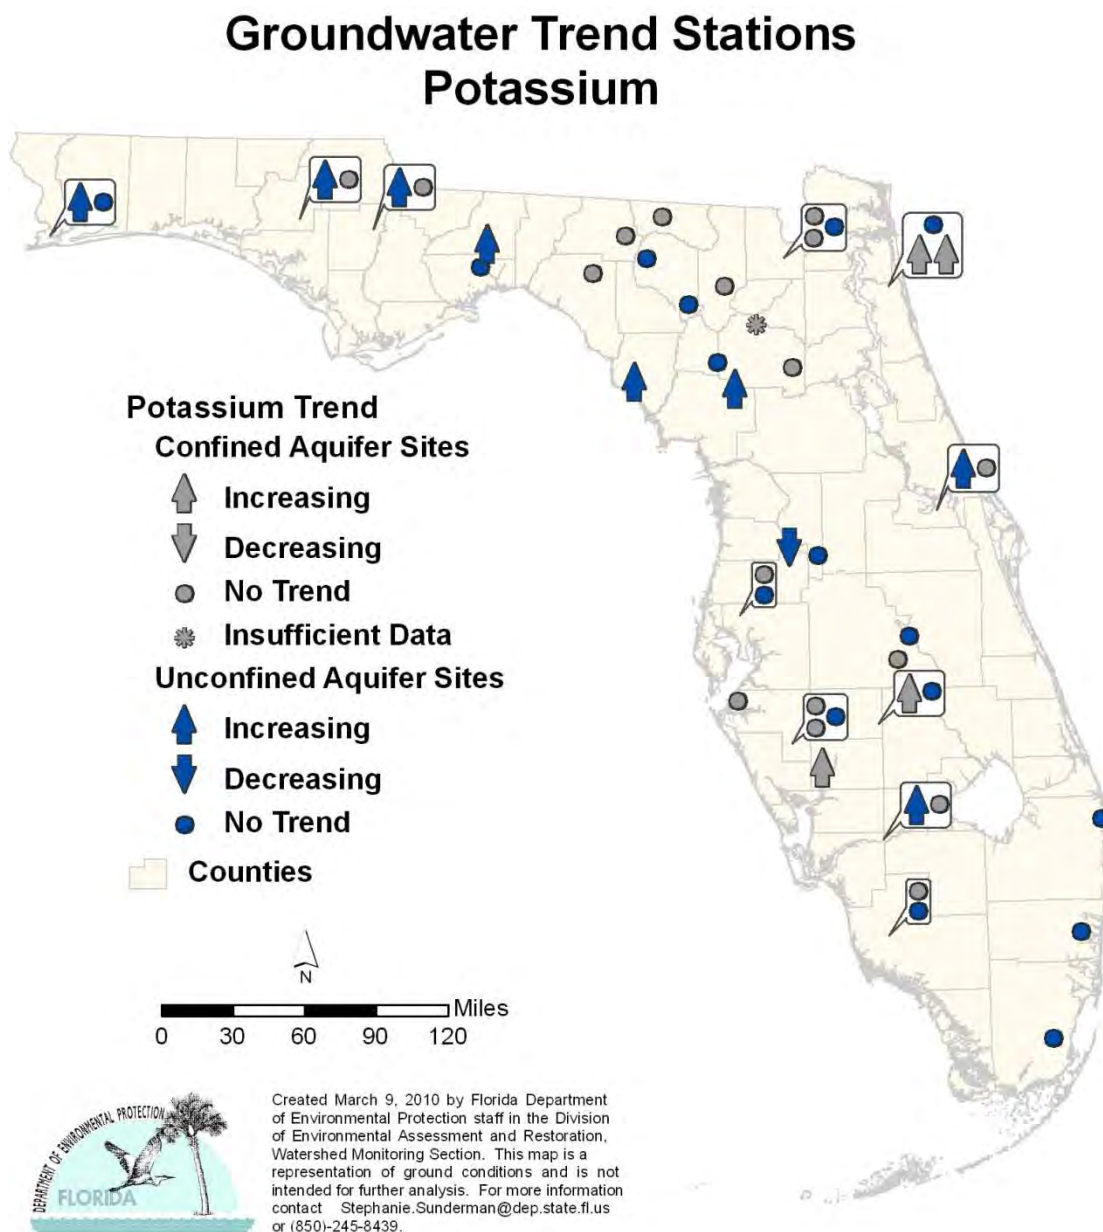 Groundwater Trend Stations
Potassium
Potassium Trend
Confined Aquifer Sites
Increasing
Decreasing
No Trend
Insufficient Data
Unconfined Aquifer Sites
Increasing
Decreasing
No Trend
Counties
N
Miles
0 30 60 90 120
DEPARTMENT OF ENVIRONMENTAL PROTECTION
FLORIDA
Created March 9, 2010 by Florida Department
of Environmental Protection staff in the Division
of Environmental Assessment and Restoration,
Watershed Monitoring Section. This map is a
representation of ground conditions and is not
intended for further analysis. For more information
contact Stephanie.Sunderman@dep.state.fl.us
or (850)-245-8439.